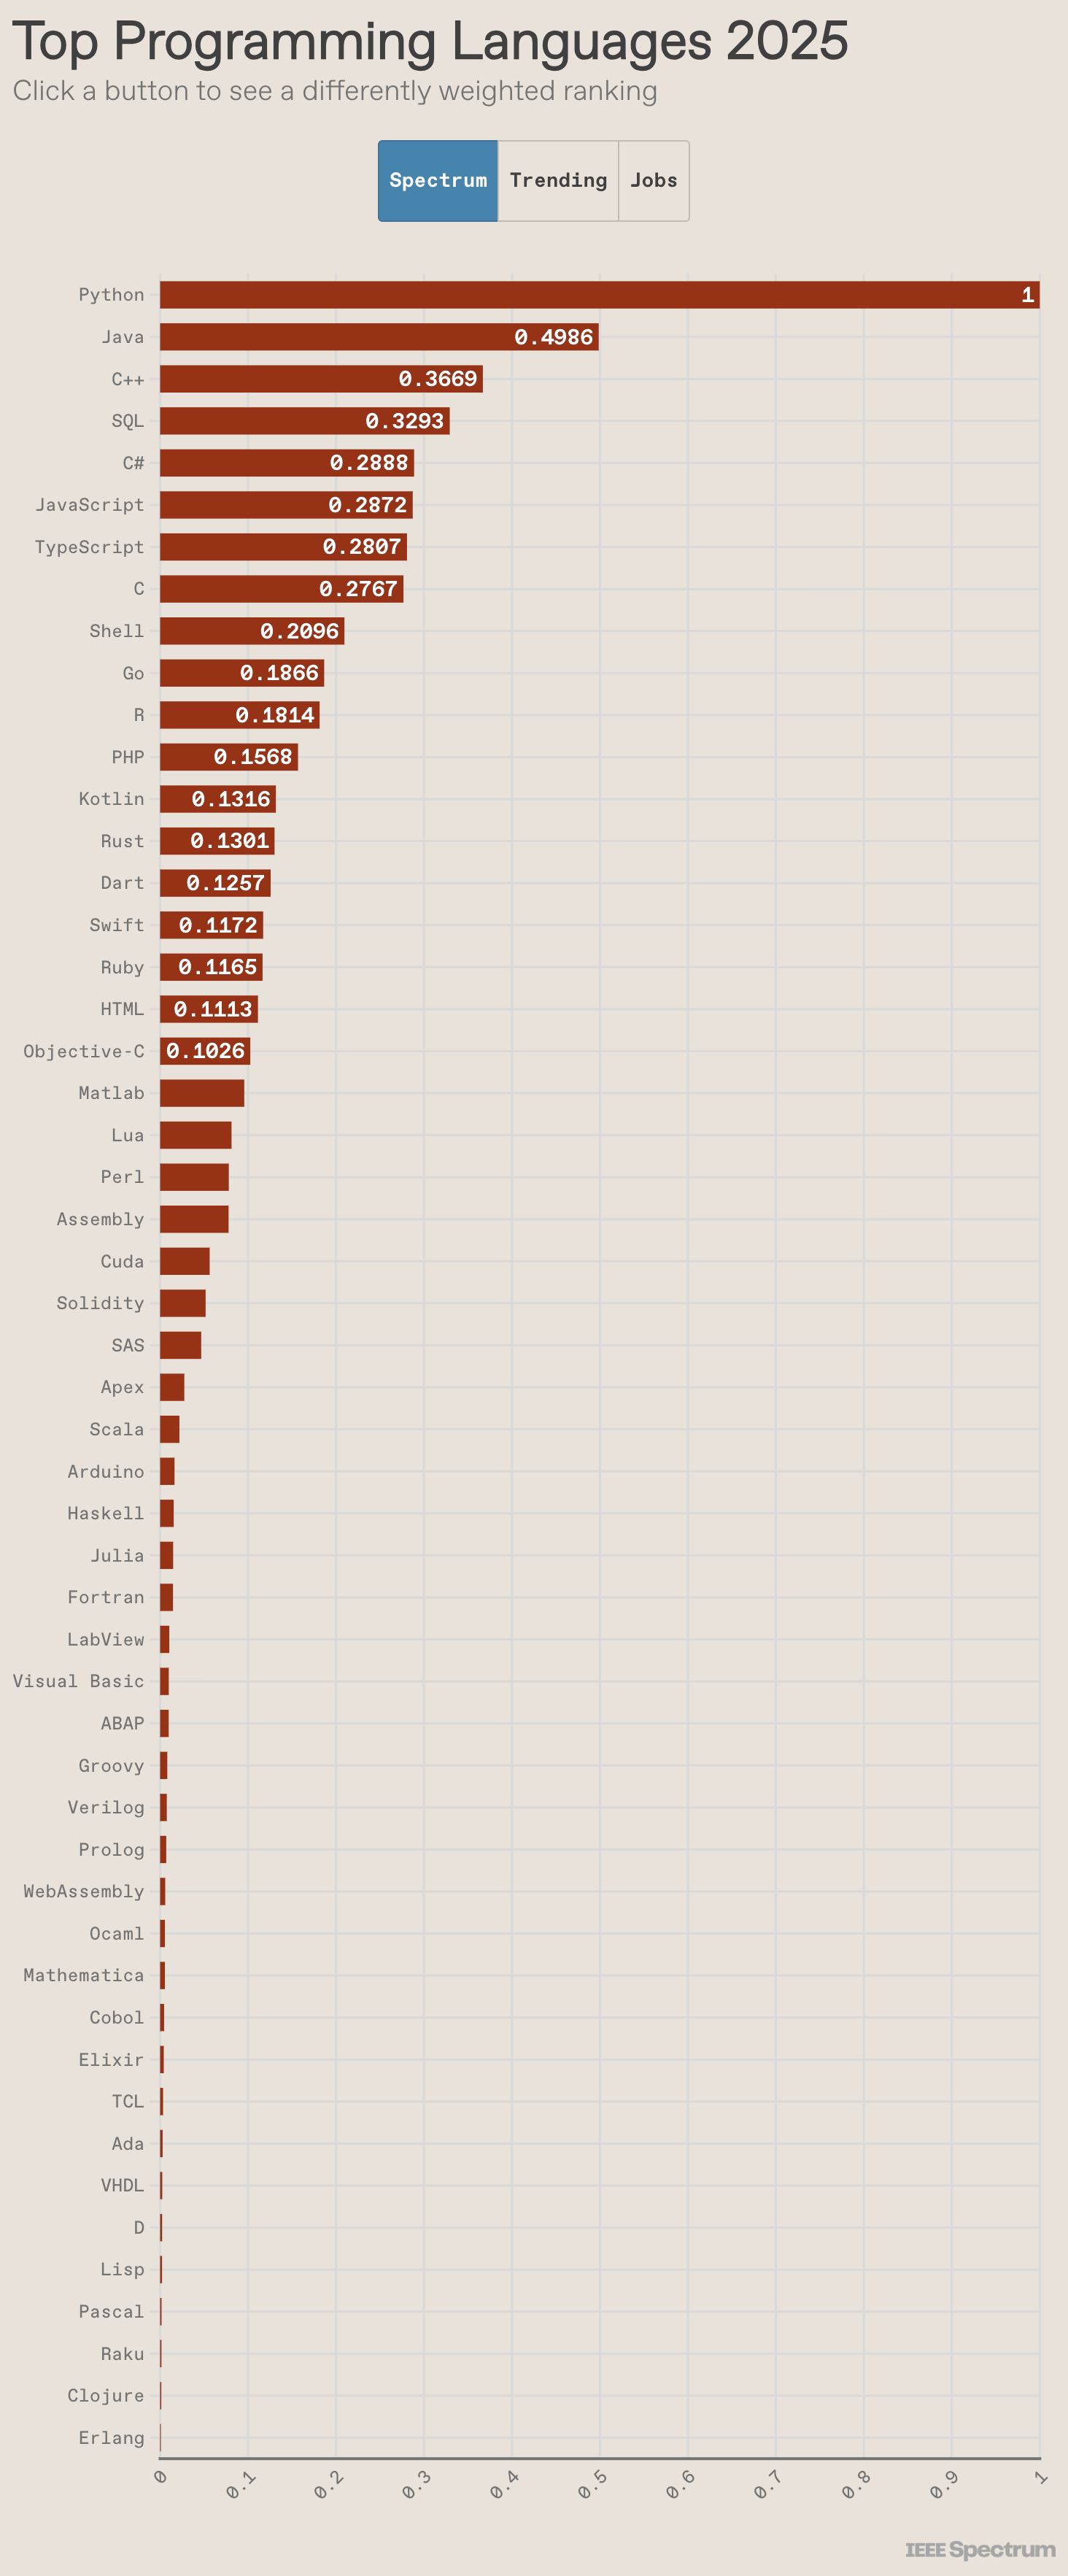 Top Programming Languages 2025
Click a button to see a differently weighted ranking
Spectrum Trending Jobs
Python 1
Java 0.4986
C++ 0.3669
SQL 0.3293
C# 0.2888
JavaScript 0.2872
TypeScript 0.2807
C 0.2767
Shell 0.2096
Go 0.1866
R 0.1814
PHP 0.1568
Kotlin 0.1316
Rust 0.1301
Dart 0.1257
Swift 0.1172
Ruby 0.1165
HTML 0.1113
Objective-C 0.1026
Matlab
Lua
Perl
Assembly
Cuda
Solidity
SAS
Apex
Scala
Arduino
Haskell
Julia
Fortran
LabView
Visual Basic
ABAP
Groovy
Verilog
Prolog
WebAssembly
Ocaml
Mathematica
Cobol
Elixir
TCL
Ada
VHDL
D
Lisp
Pascal
Raku
Clojure
Erlang
0 0.1 0.2 0.3 0.4 0.5 0.6 0.7 0.8 0.9 1
IEEE Spectrum